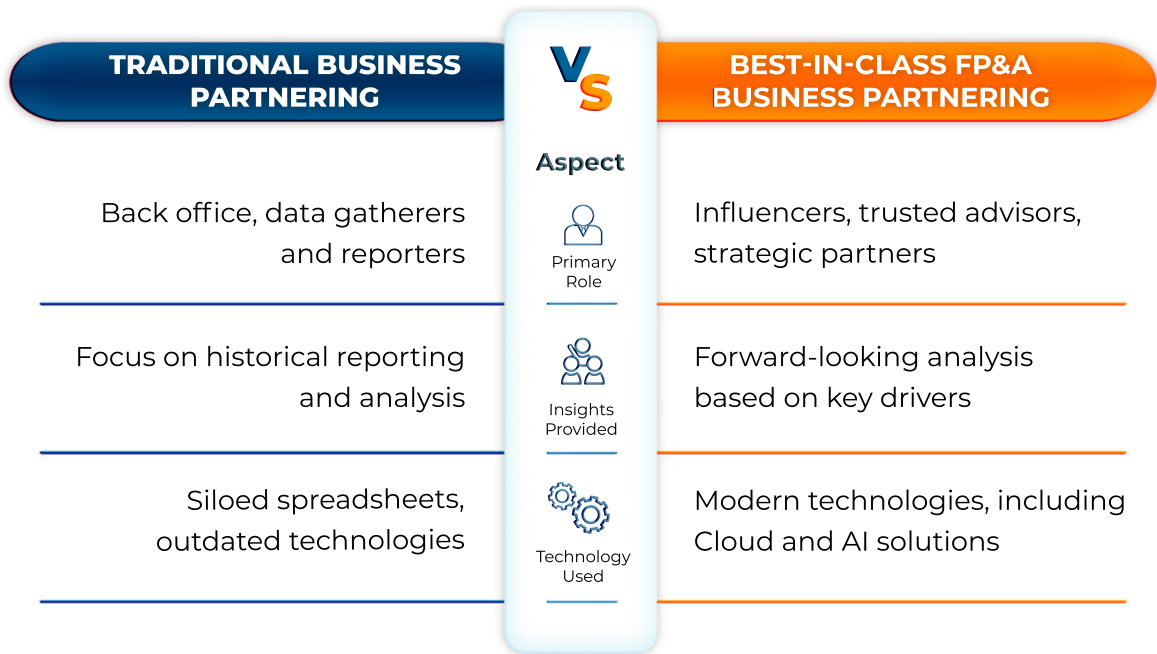 TRADITIONAL BUSINESS
PARTNERING
VS
BEST-IN-CLASS FP&A
BUSINESS PARTNERING
Aspect
Back office, data gatherers
and reporters
Primary
Role
Influencers, trusted advisors,
strategic partners
Focus on historical reporting
and analysis
Insights
Provided
Forward-looking analysis
based on key drivers
Siloed spreadsheets,
outdated technologies
Technology
Used
Modern technologies, including
Cloud and AI solutions